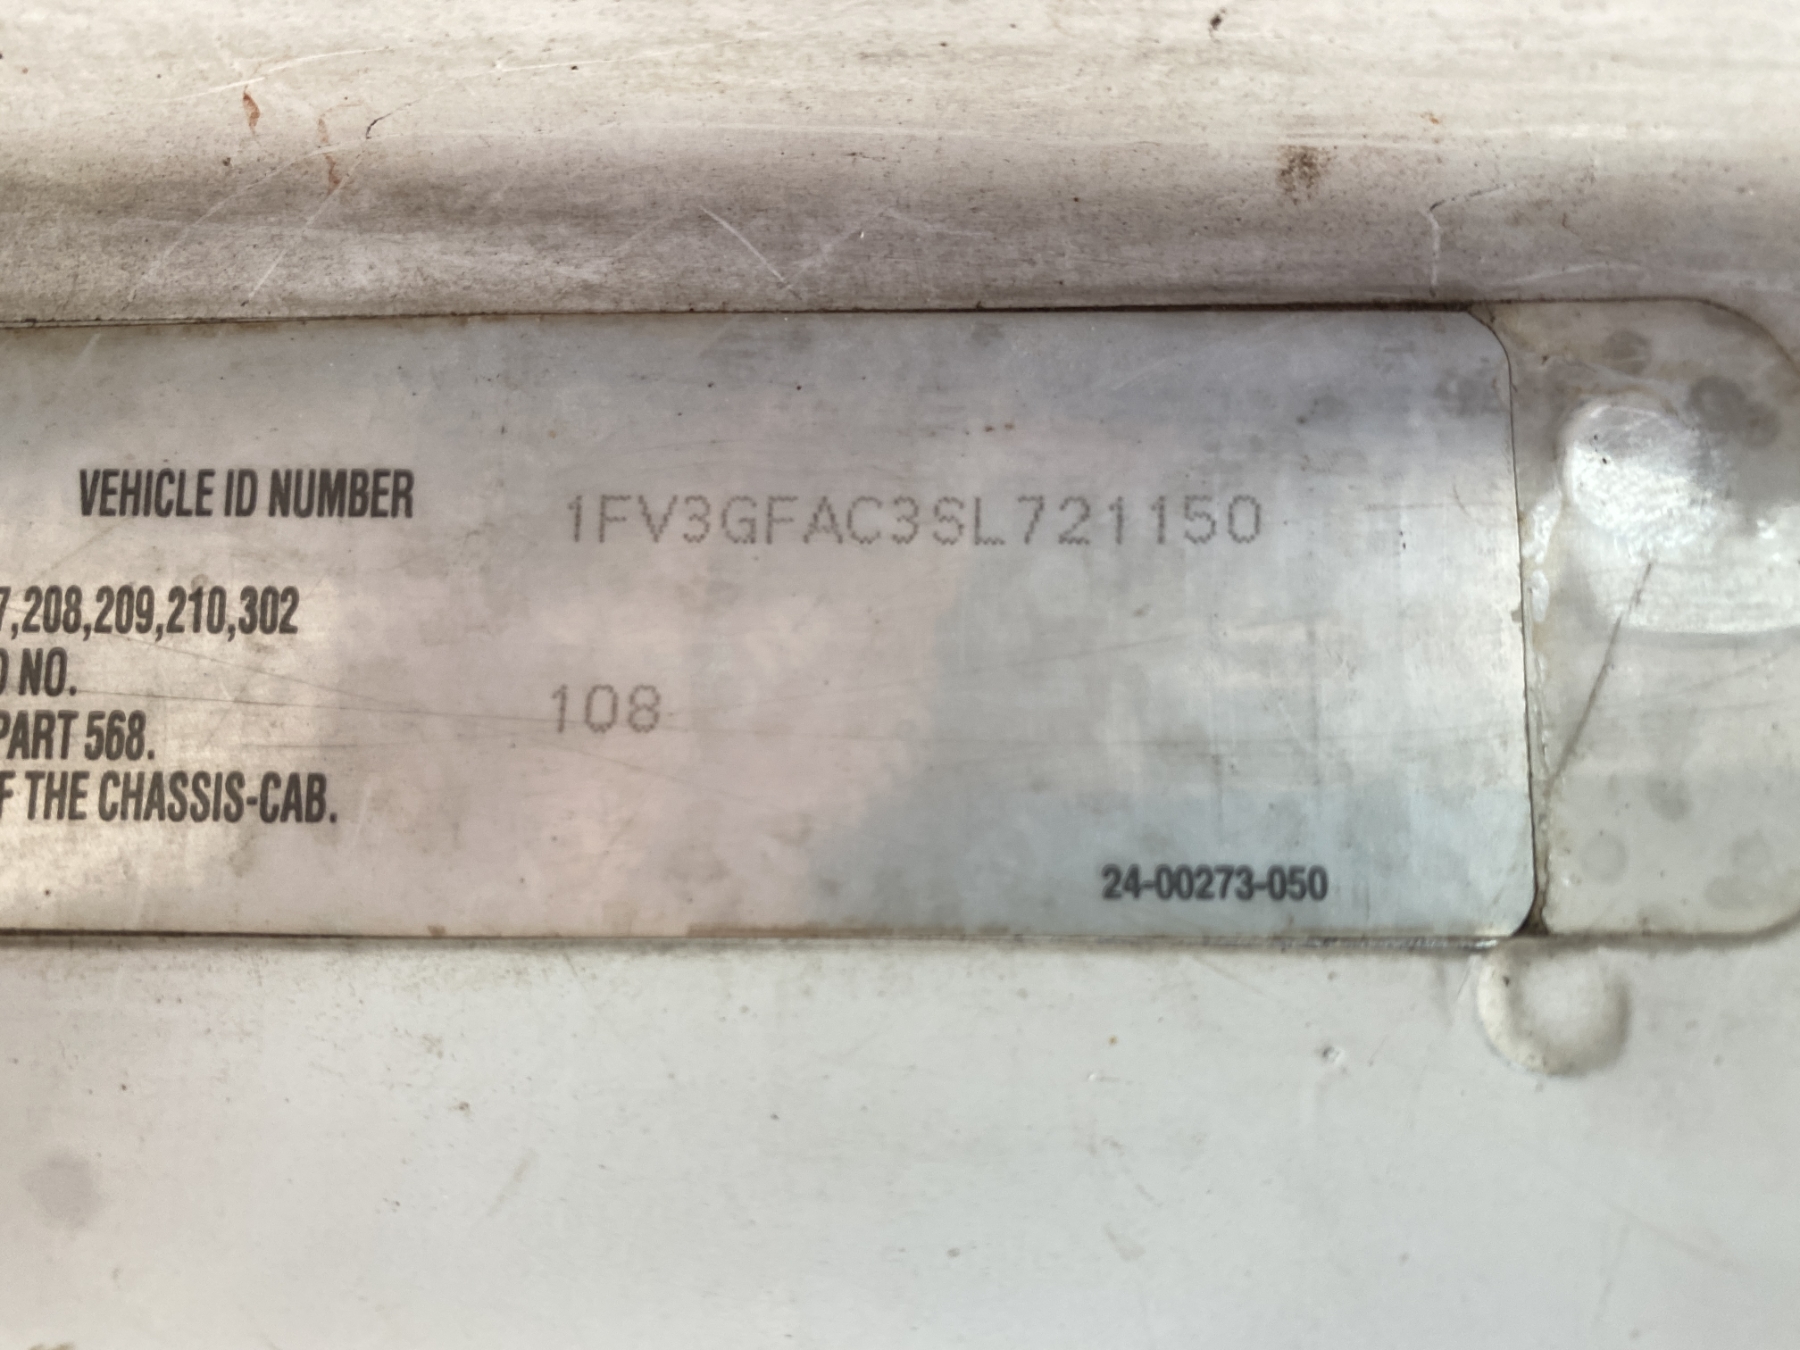 VEHICLE ID NUMBER 1FV3GFAC3SL721150
7,208,209,210,302
NO.
108
PART 568.
F THE CHASSIS-CAB.
24-00273-050